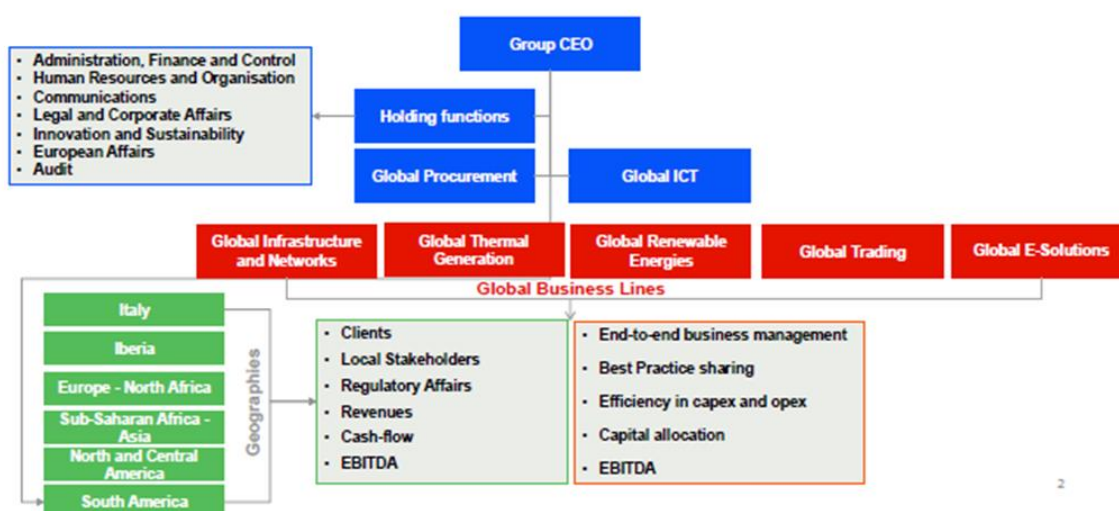 Group CEO
• Administration, Finance and Control
• Human Resources and Organisation
• Communications
• Legal and Corporate Affairs
• Innovation and Sustainability
• European Affairs
• Audit
Holding functions
Global Procurement
Global ICT
Global Infrastructure
and Networks
Global Thermal
Generation
Global Renewable
Energies
Global Trading
Global E-Solutions
Global Business Lines
Italy
Iberia
Europe - North Africa
Sub-Saharan Africa -
Asia
North and Central
America
South America
Geographies
• Clients
• Local Stakeholders
• Regulatory Affairs
• Revenues
• Cash-flow
• EBITDA
• End-to-end business management
• Best Practice sharing
• Efficiency in capex and opex
• Capital allocation
• EBITDA
2